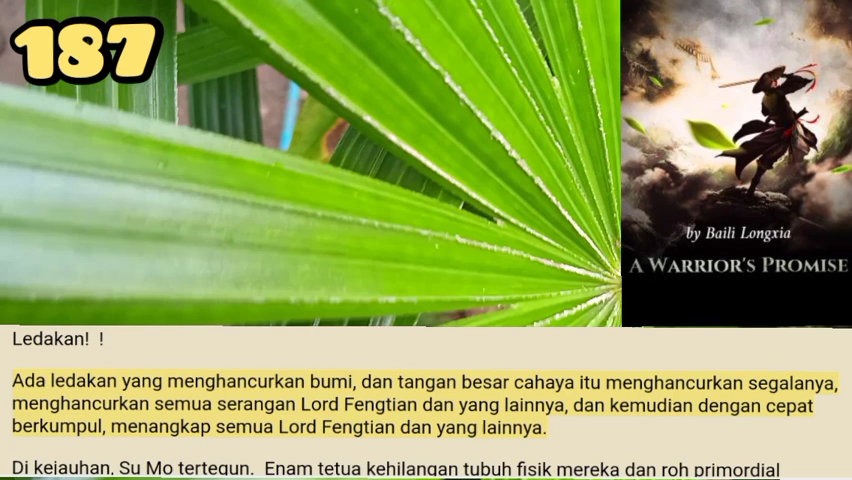 187
by Baili Longxia
A WARRIOR'S PROMISE
Ledakan! !
Ada ledakan yang menghancurkan bumi, dan tangan besar cahaya itu menghancurkan segalanya,
menghancurkan semua serangan Lord Fengtian dan yang lainnya, dan kemudian dengan cepat
berkumpul, menangkap semua Lord Fengtian dan yang lainnya.
Di kejauhan, Su Mo tertegun. Enam tetua kehilangan tubuh fisik mereka dan roh primordial